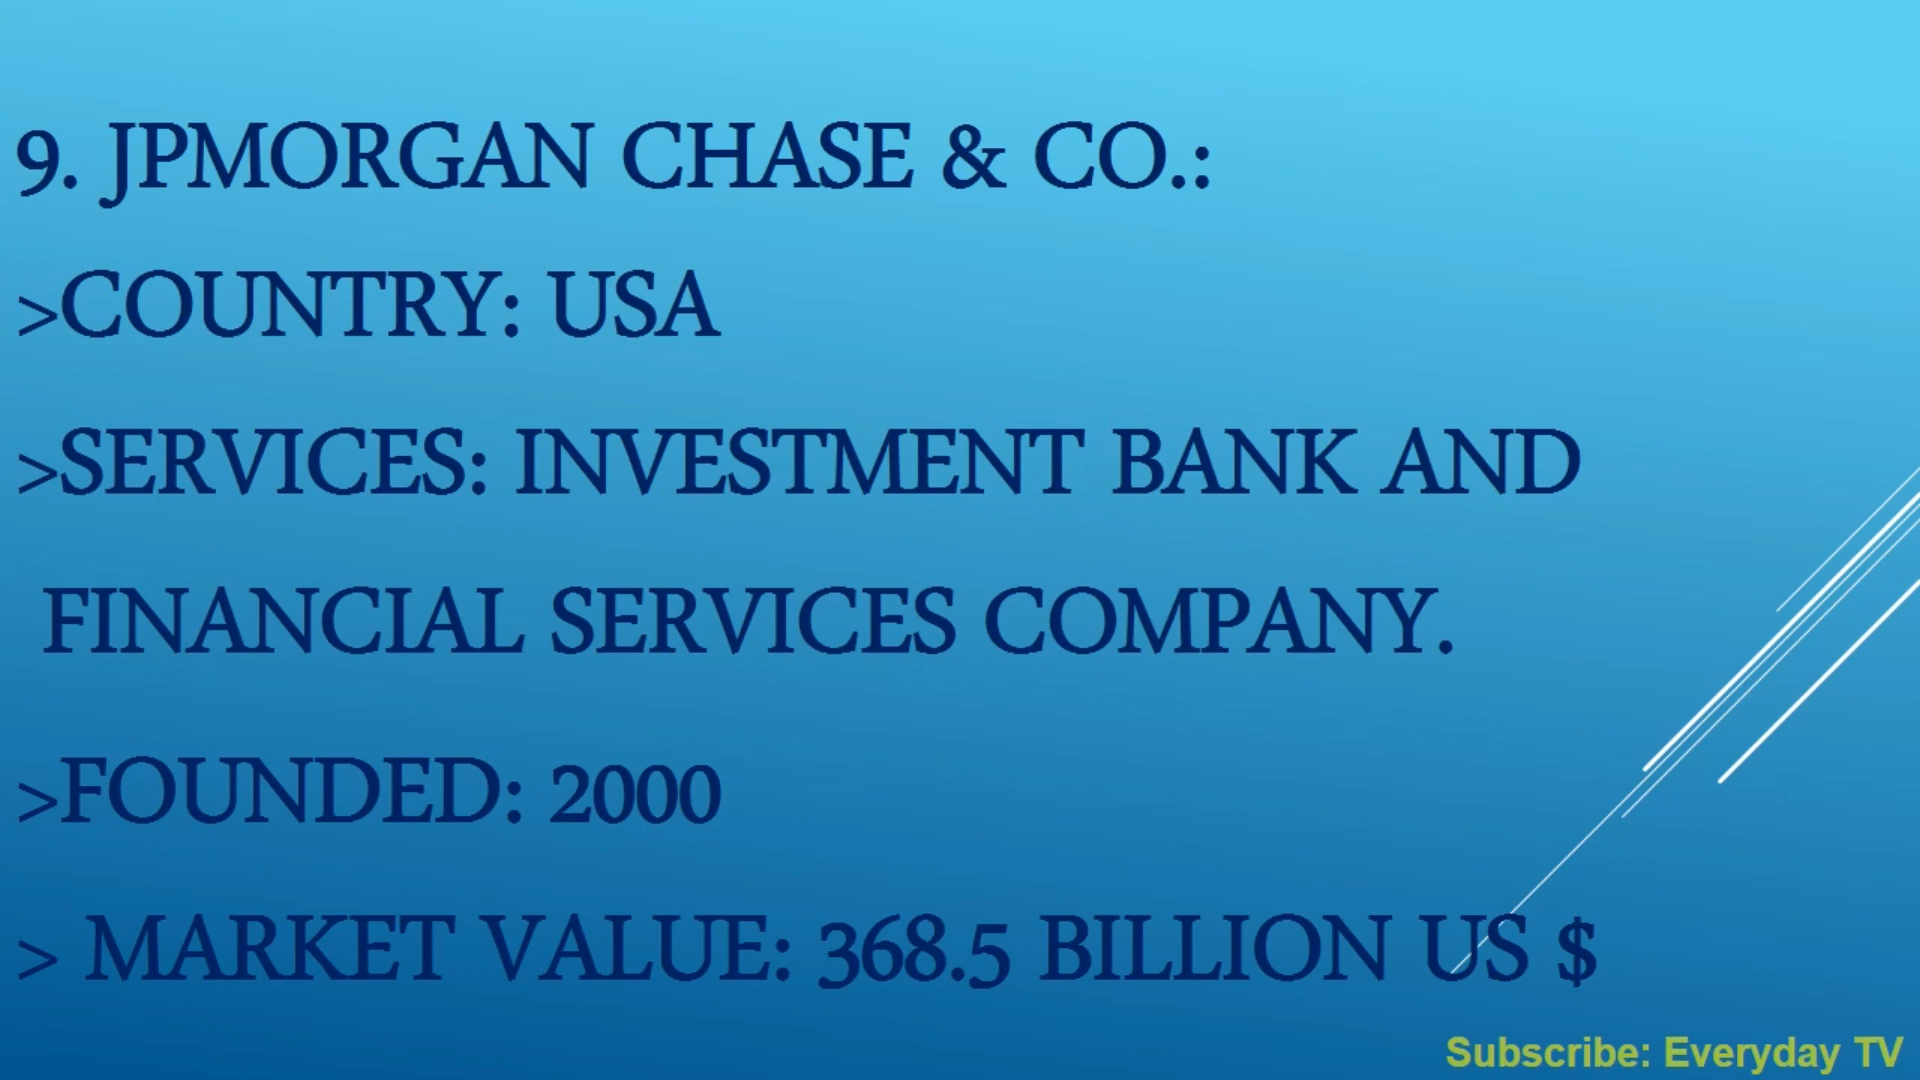 9. JPMORGAN CHASE & CO.:
>COUNTRY: USA
>SERVICES: INVESTMENT BANK AND
FINANCIAL SERVICES COMPANY.
>FOUNDED: 2000
> MARKET VALUE: 368.5 BILLION US $
Subscribe: Everyday TV